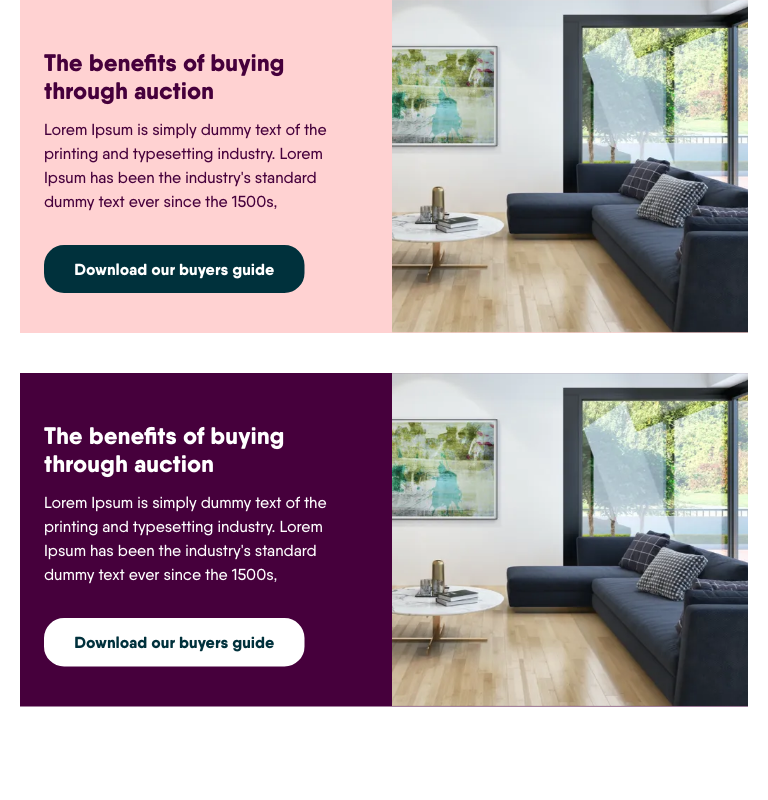 The benefits of buying
through auction
Lorem Ipsum is simply dummy text of the
printing and typesetting industry. Lorem
Ipsum has been the industry's standard
dummy text ever since the 1500s,
Download our buyers guide
The benefits of buying
through auction
Lorem Ipsum is simply dummy text of the
printing and typesetting industry. Lorem
Ipsum has been the industry's standard
dummy text ever since the 1500s,
Download our buyers guide